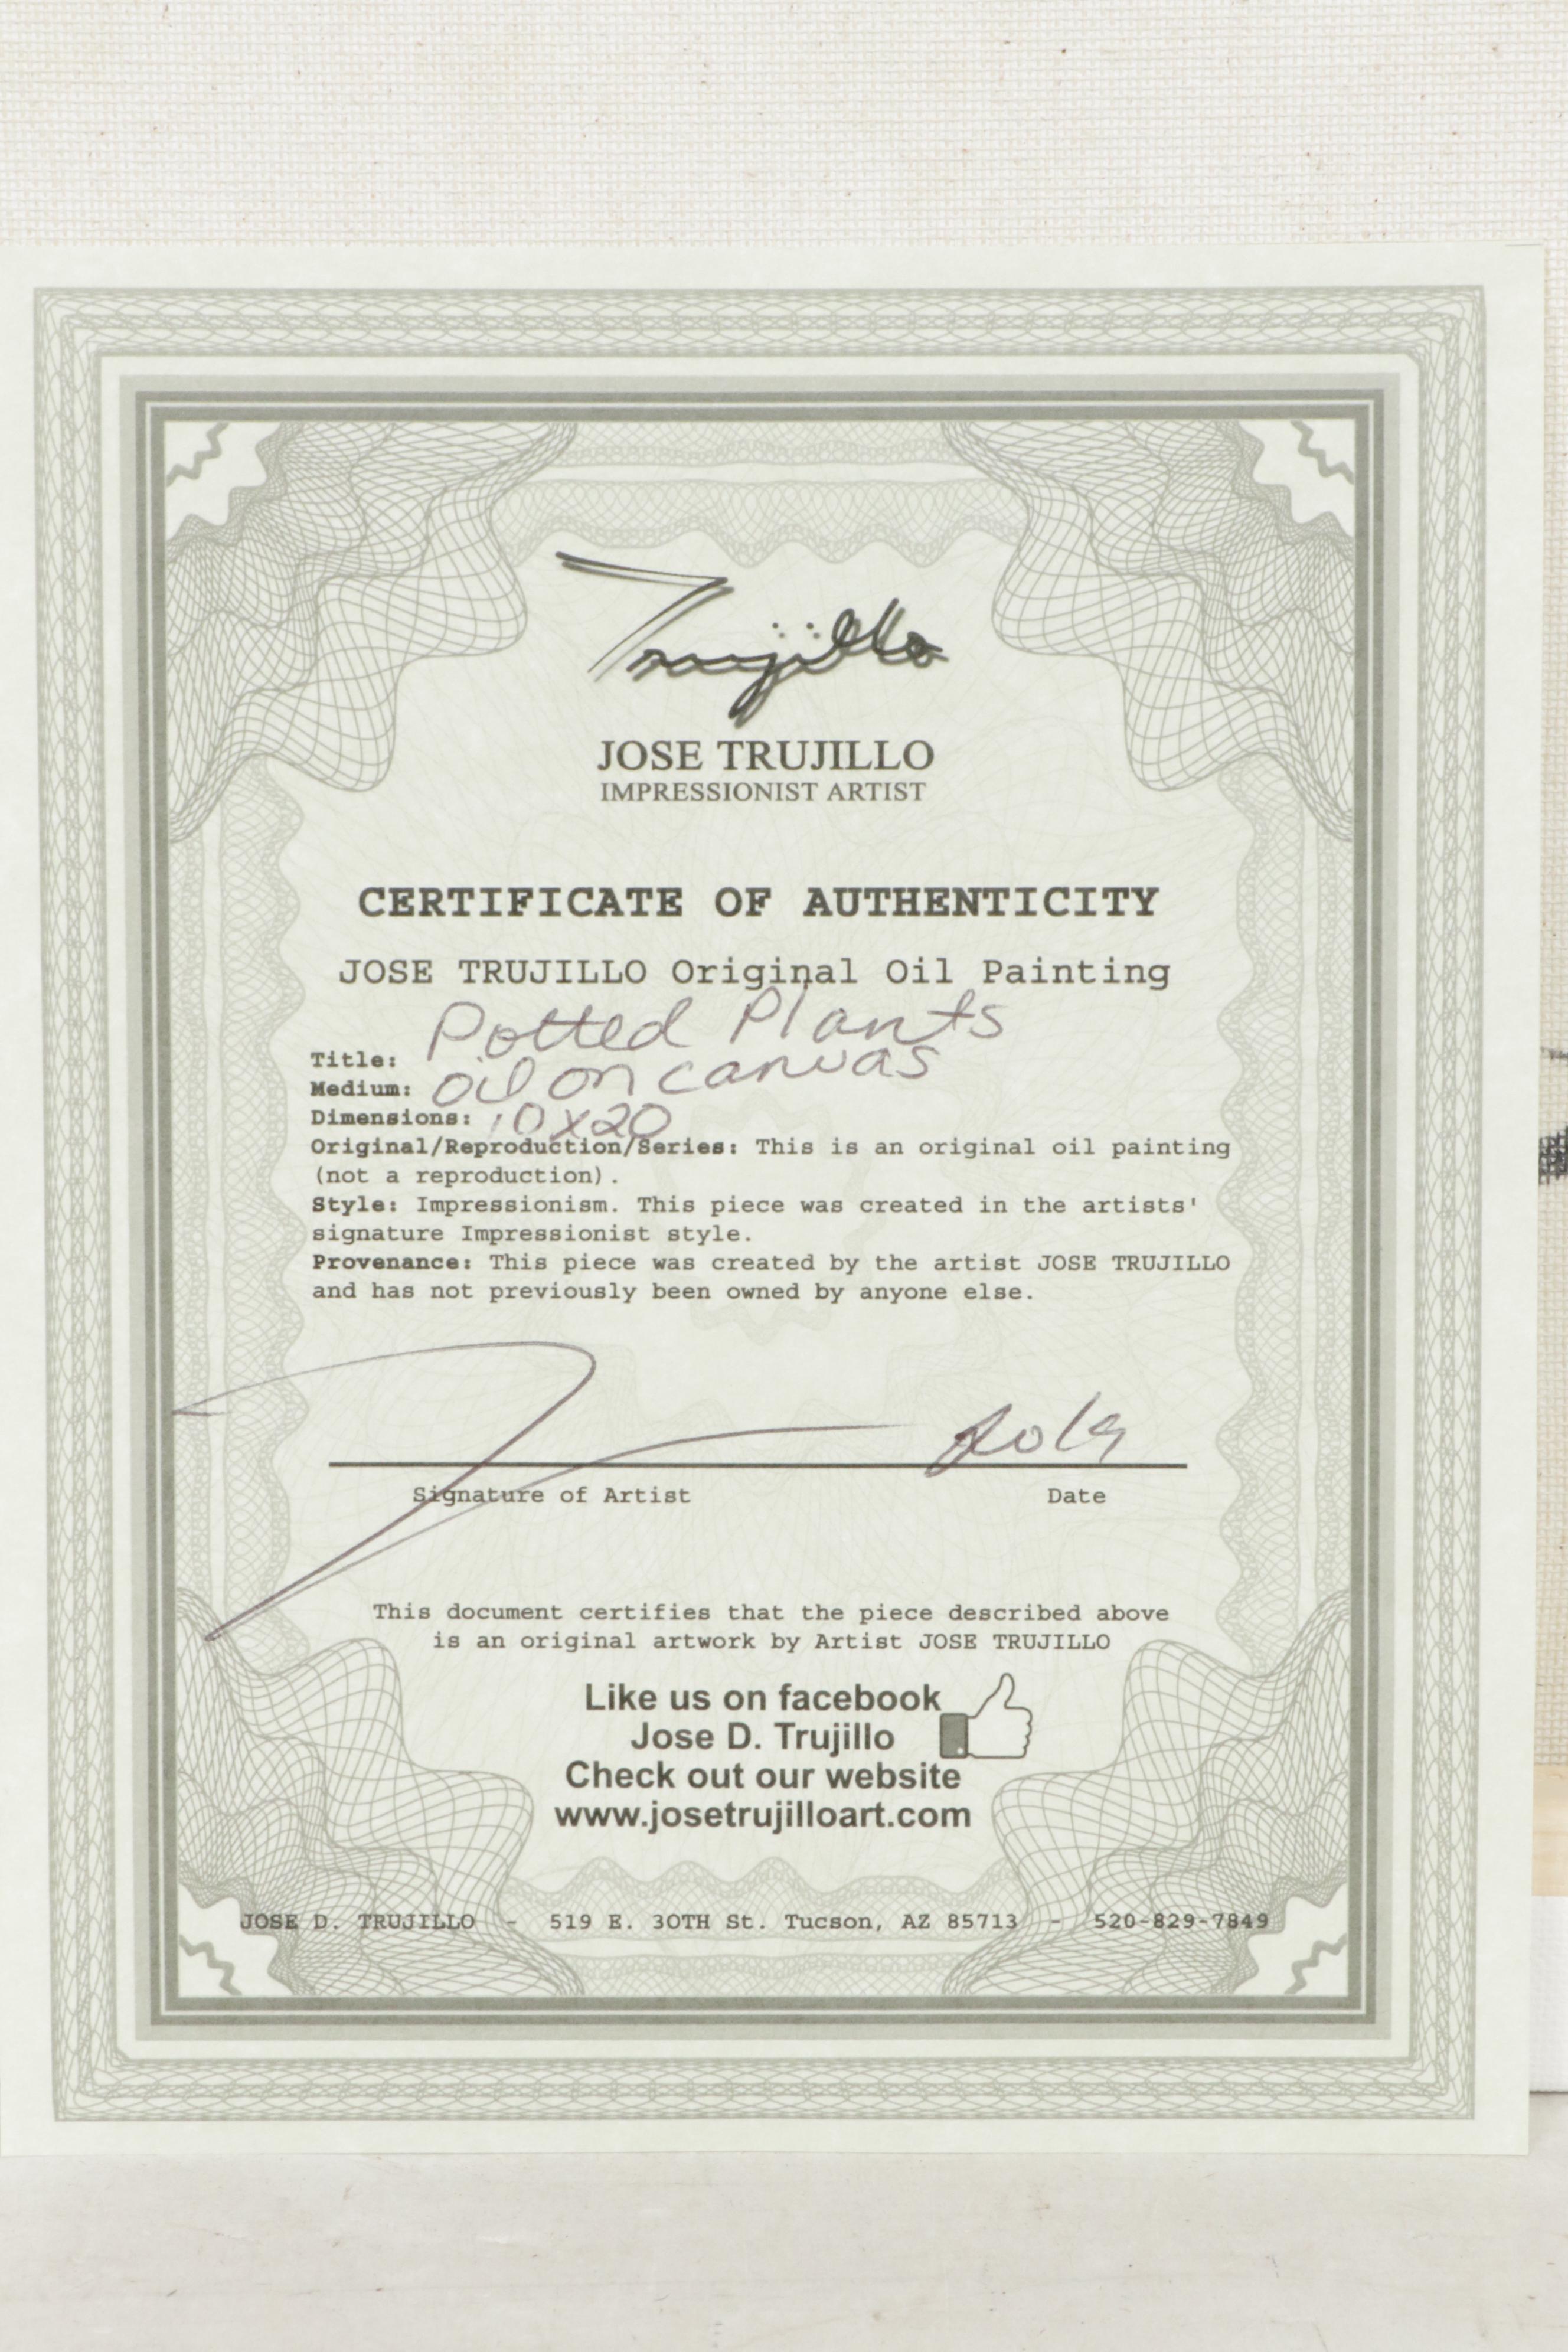 Trujillo
JOSE TRUJILLO
IMPRESSIONIST ARTIST
CERTIFICATE OF AUTHENTICITY
JOSE TRUJILLO Original Oil Painting
Title: Potted Plants
Medium: oil on canvas
Dimensions: 10x20
Original/Reproduction/Series: This is an original oil painting
(not a reproduction).
Style: Impressionism. This piece was created in the artists'
signature Impressionist style.
Provenance: This piece was created by the artist JOSE TRUJILLO
and has not previously been owned by anyone else.
2019
Signature of Artist Date
This document certifies that the piece described above
is an original artwork by Artist JOSE TRUJILLO
Like us on facebook
Jose D. Trujillo
Check out our website
www.josetrujilloart.com
JOSE D. TRUJILLO - 519 E. 30TH St. Tucson, AZ 85713 - 520-829-7849